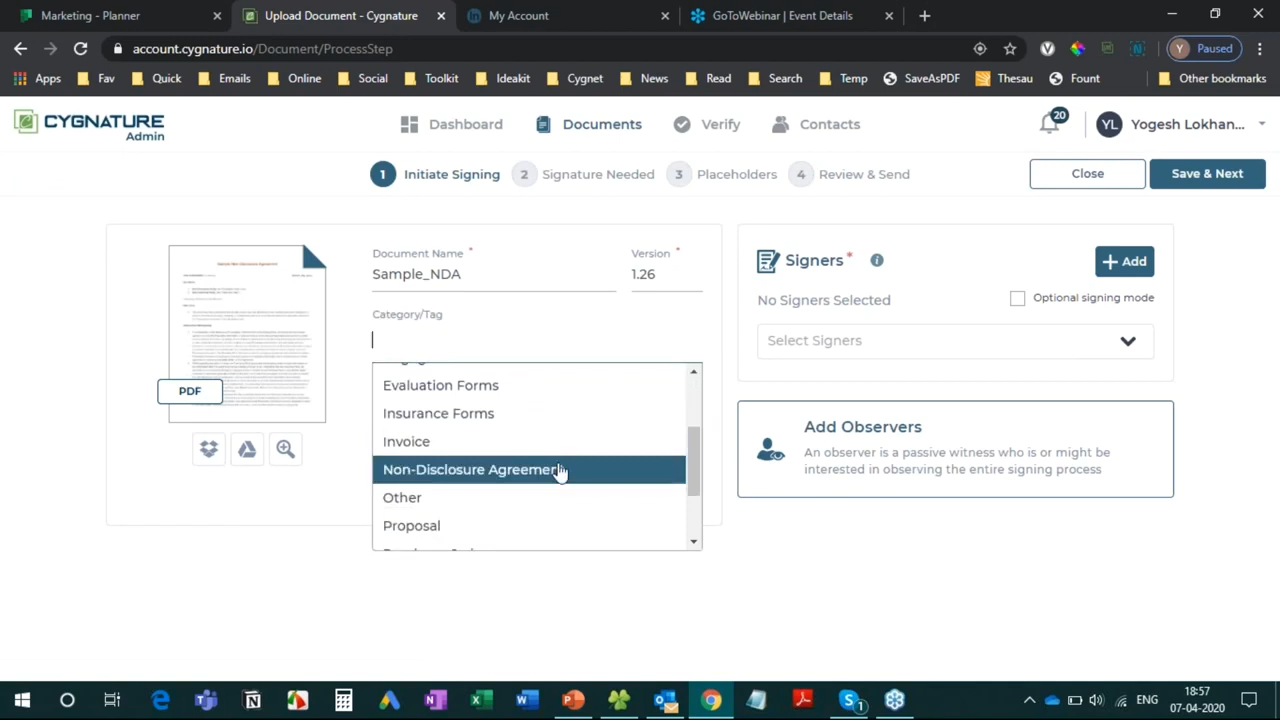 Marketing - Planner
Upload Document - Cygnature
My Account
GoToWebinar | Event Details
account.cygnature.io/Document/ProcessStep
Y Paused
Apps Fav Quick Emails Online Social Toolkit Ideakit Cygnet News Read Search Temp SaveAsPDF Thesau Fount Other bookmarks
CYGNATURE
Admin
Dashboard Documents Verify Contacts 20 YL Yogesh Lokhan...
1 Initiate Signing 2 Signature Needed 3 Placeholders 4 Review & Send Close Save & Next
Document Name * Version *
Sample_NDA 1.26
Category/Tag
PDF
Evaluation Forms
Insurance Forms
Invoice
Non-Disclosure Agreemen
Other
Proposal
Signers * + Add
No Signers Selected Optional signing mode
Select Signers
Add Observers
An observer is a passive witness who is or might be
interested in observing the entire signing process
ENG
18:57
07-04-2020